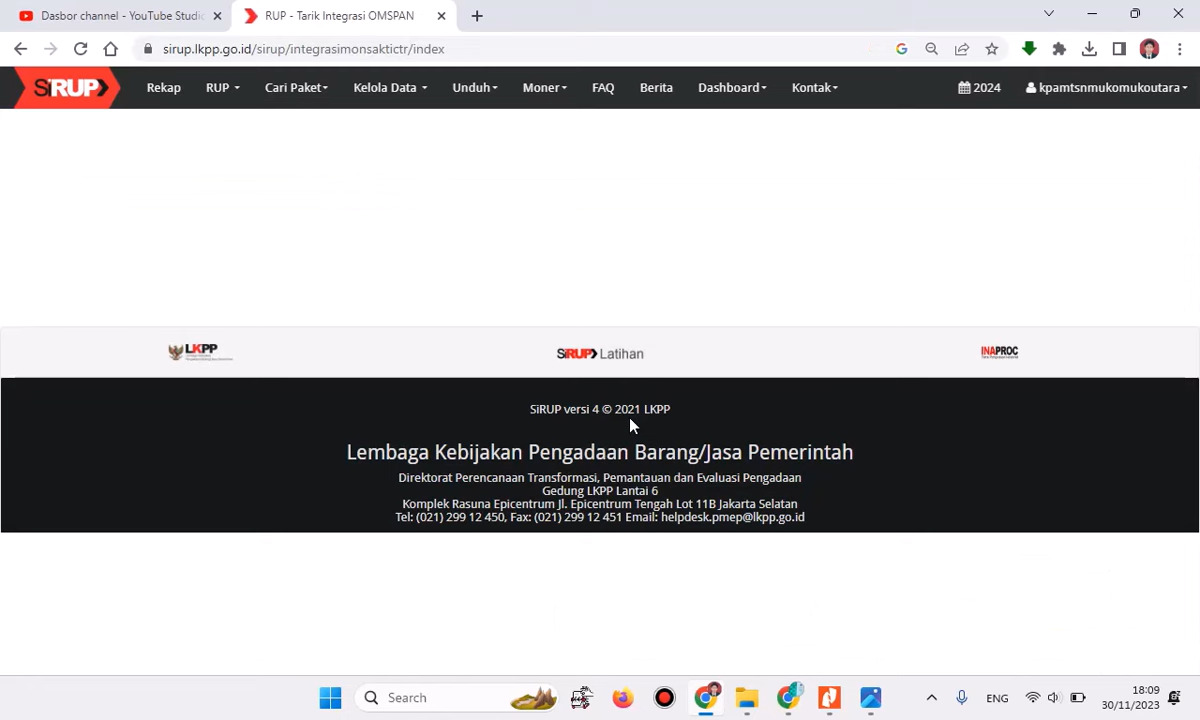 Dasbor channel - YouTube Studi
RUP - Tarik Integrasi OMSPAN
sirup.lkpp.go.id/sirup/integrasimonsaktictr/index
SiRUP
Rekap
RUP
Cari Paket
Kelola Data
Unduh
Moner
FAQ
Berita
Dashboard
Kontak
2024
kpamtsnmukomukoutara
LKPP
SiRUP Latihan
INAPROC
SiRUP versi 4 © 2021 LKPP
Lembaga Kebijakan Pengadaan Barang/Jasa Pemerintah
Direktorat Perencanaan Transformasi, Pemantauan dan Evaluasi Pengadaan
Gedung LKPP Lantai 6
Komplek Rasuna Epicentrum Jl. Epicentrum Tengah Lot 11B Jakarta Selatan
Tel: (021) 299 12 450, Fax: (021) 299 12 451 Email: helpdesk.pmep@lkpp.go.id
Search
ENG
18:09
30/11/2023